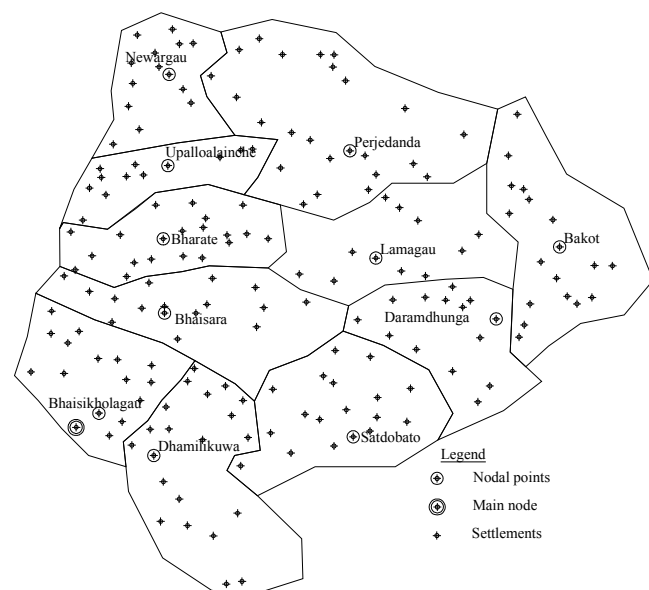 Newargau
Perjedanda
Upalloalainche
Bharate
Bakot
Lamagau
Bhaisara
Daramdhunga
Bhaisikholagau
Satdobato
Dhamilikuwa
Legend
Nodal points
Main node
Settlements